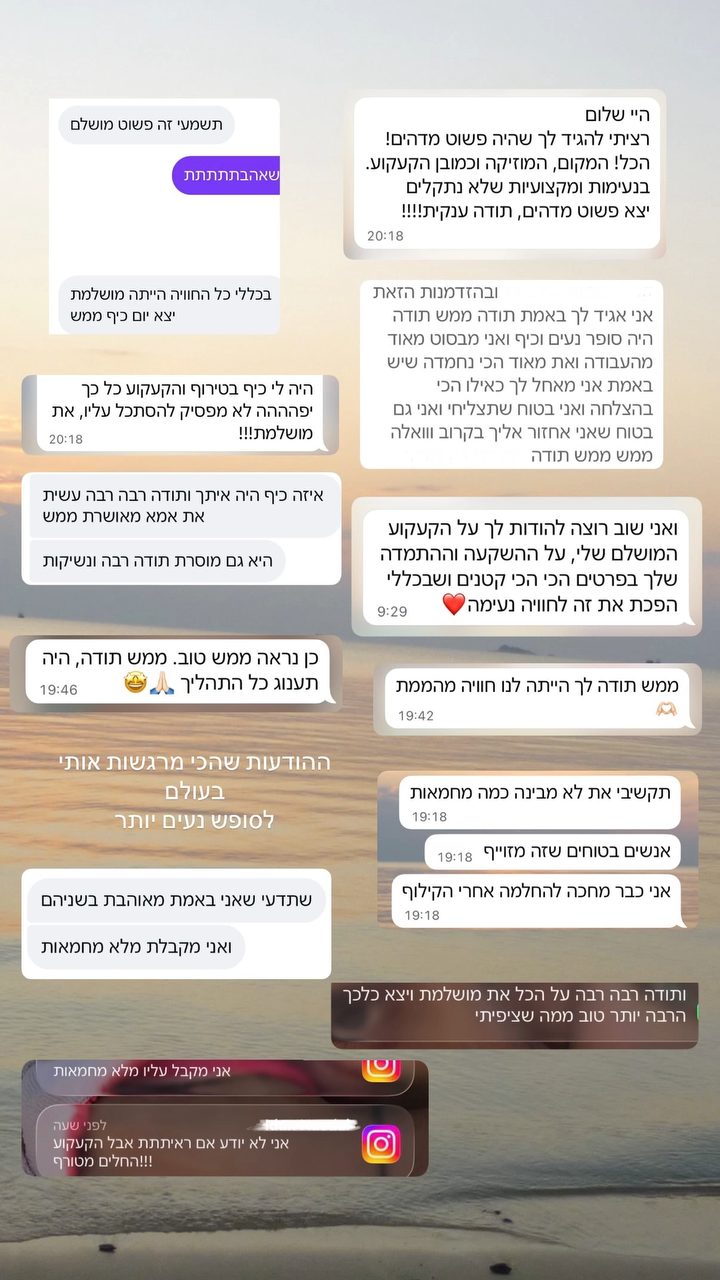 תשמעי זה פשוט מושלם
שאהבתתתתת
בכללי כל החוויה הייתה מושלמת
יצא יום כיף ממש
היי שלום
רציתי להגיד לך שהיה פשוט מדהים!
הכל! המקום, המוזיקה וכמובן הקעקוע.
בנעימות ומקצועיות שלא נתקלים
יצא פשוט מדהים, תודה ענקית!!!!
20:18
ובהזדמנות הזאת
אני אגיד לך באמת תודה ממש תודה
היה סופר נעים וכיף ואני מבסוט מאוד
מהעבודה ואת מאוד הכי נחמדה שיש
באמת אני מאחל לך כאילו הכי
בהצלחה ואני בטוח שתצליחי ואני גם
בטוח שאני אחזור אליך בקרוב וווואלה
ממש ממש תודה
היה לי כיף בטירוף והקעקוע כל כך
יפהההה לא מפסיק להסתכל עליו, את
מושלמת!!!
20:18
איזה כיף היה איתך ותודה רבה רבה עשית
את אמא מאושרת ממש
היא גם מוסרת תודה רבה ונשיקות
ואני שוב רוצה להודות לך על הקעקוע
המושלם שלי, על ההשקעה וההתמדה
שלך בפרטים הכי הכי קטנים ושבכללי
הפכת את זה לחוויה נעימה❤️
9:29
כן נראה ממש טוב. ממש תודה, היה
תענוג כל התהליך 🙏🏻🤩
19:46
ממש תודה לך הייתה לנו חוויה מהממת
🫶🏻
19:42
ההודעות שהכי מרגשות אותי
בעולם
לסופש נעים יותר
תקשיבי את לא מבינה כמה מחמאות
19:18
אנשים בטוחים שזה מזוייף
19:18
אני כבר מחכה להחלמה אחרי הקילוף
19:18
שתדעי שאני באמת מאוהבת בשניהם
ואני מקבלת מלא מחמאות
ותודה רבה רבה על הכל את מושלמת ויצא כלכך
הרבה יותר טוב ממה שציפיתי
אני מקבל עליו מלא מחמאות
לפני שעה
אני לא יודע אם ראיתתת אבל הקעקוע
החלים מטורף!!!